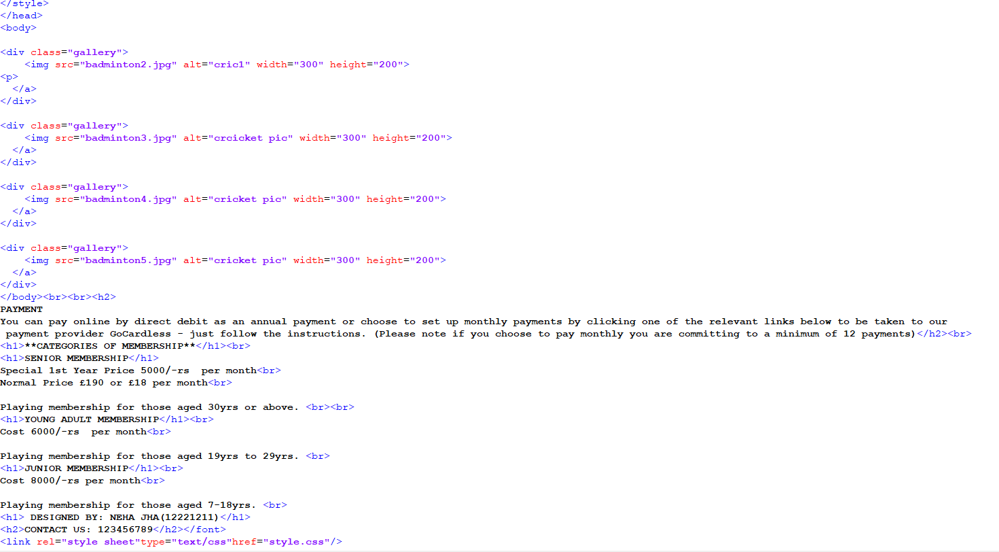 </style>
</head>
<body>
<div class="gallery">
<img src="badminton2.jpg" alt="cric1" width="300" height="200">
<p>
</a>
</div>
<div class="gallery">
<img src="badminton3.jpg" alt="crcicket pic" width="300" height="200">
</a>
</div>
<div class="gallery">
<img src="badminton4.jpg" alt="cricket pic" width="300" height="200">
</a>
</div>
<div class="gallery">
<img src="badminton5.jpg" alt="cricket pic" width="300" height="200">
</a>
</div>
</body><br><br><h2>
PAYMENT
You can pay online by direct debit as an annual payment or choose to set up monthly payments by clicking one of the relevant links below to be taken to our
payment provider GoCardless – just follow the instructions. (Please note if you choose to pay monthly you are committing to a minimum of 12 payments)</h2><br>
<h1>**CATEGORIES OF MEMBERSHIP**</h1><br>
<h1>SENIOR MEMBERSHIP</h1>
Special 1st Year Price 5000/-rs  per month<br>
Normal Price £190 or £18 per month<br>
Playing membership for those aged 30yrs or above. <br><br>
<h1>YOUNG ADULT MEMBERSHIP</h1><br>
Cost 6000/-rs  per month<br>
Playing membership for those aged 19yrs to 29yrs. <br>
<h1>JUNIOR MEMBERSHIP</h1><br>
Cost 8000/-rs per month<br>
Playing membership for those aged 7-18yrs. <br>
<h1> DESIGNED BY: NEHA JHA(12221211)</h1>
<h2>CONTACT US: 123456789</h2></font>
<link rel="style sheet"type="text/css"href="style.css"/>